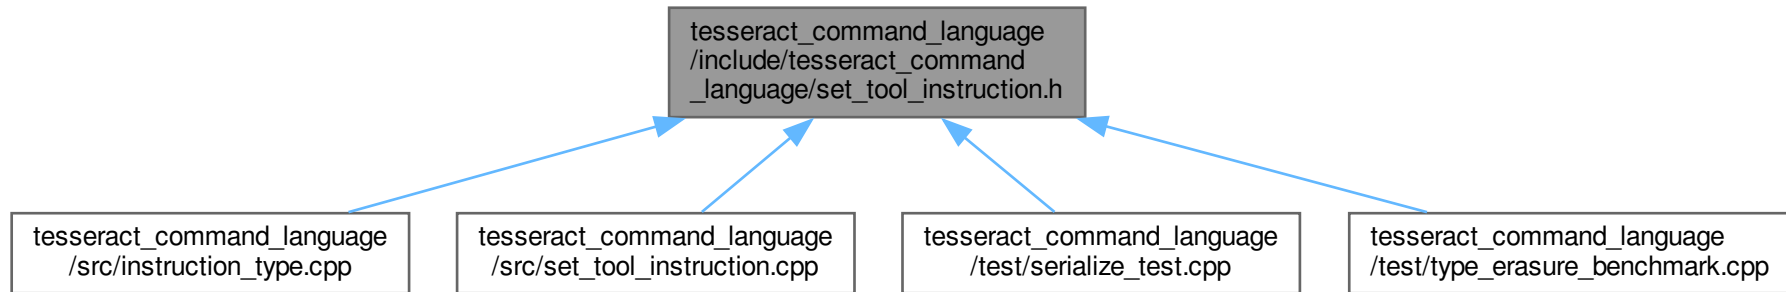 tesseract_command_language
/include/tesseract_command
_language/set_tool_instruction.h
tesseract_command_language
/src/instruction_type.cpp
tesseract_command_language
/src/set_tool_instruction.cpp
tesseract_command_language
/test/serialize_test.cpp
tesseract_command_language
/test/type_erasure_benchmark.cpp